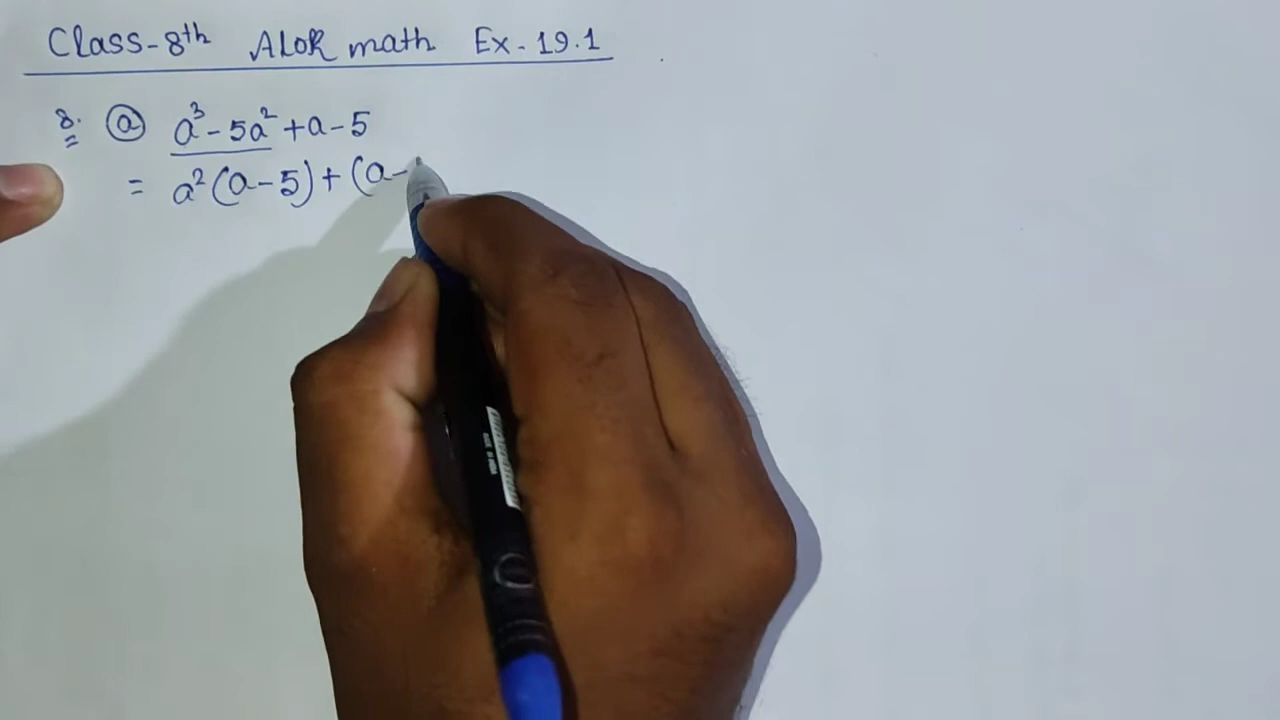 Class-8th ALOK math Ex-19.1
8. (a) a³ - 5a² + a - 5
= a²(a-5) + (a-